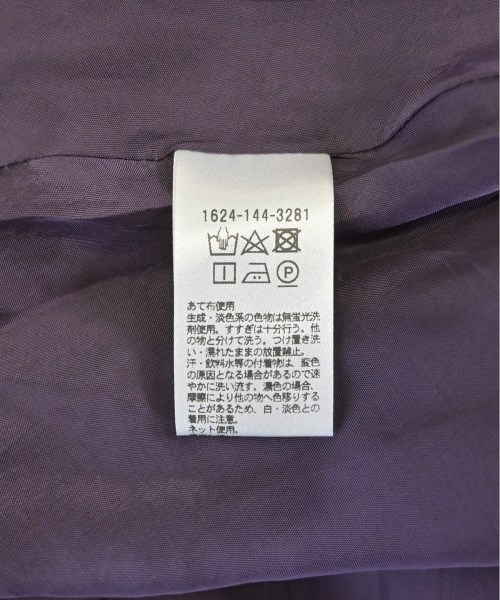 1624-144-3281
あて布使用
生成・淡色系の色物は無蛍光洗
剤使用。すすぎは十分行う。他
の物と分けて洗う。つけ置き洗
い・濡れたままの放置禁止。
汗・飲料水等の付着物は、変色
の原因となる場合があるので速
やかに洗い流す。濃色の場合、
摩擦により他の物へ色移りする
ことがあるため、白・淡色との
着用に注意。
ネット使用。